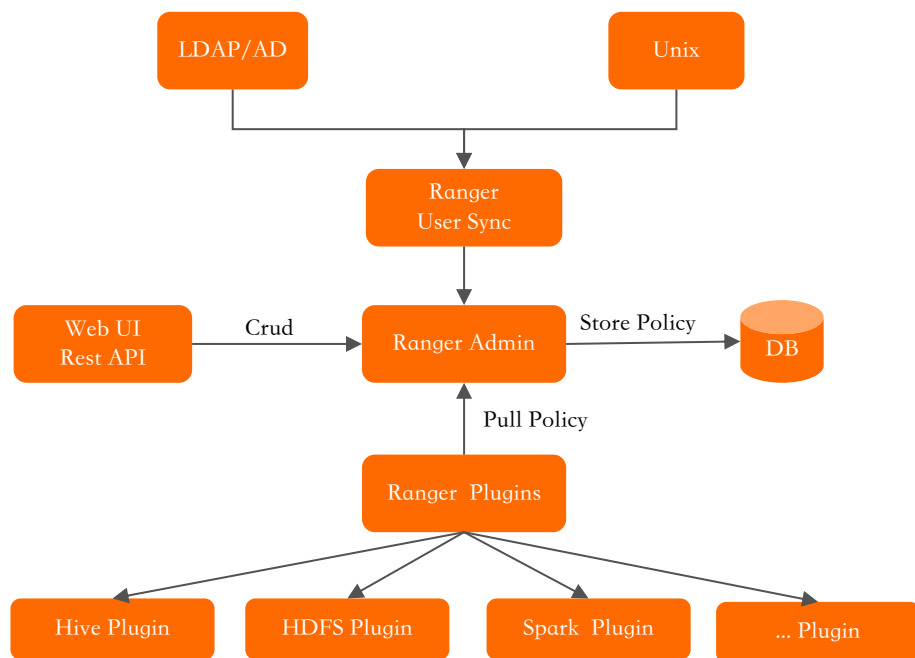 LDAP/AD
Unix
Ranger
User Sync
Web UI
Rest API
Crud
Ranger Admin
Store Policy
DB
Pull Policy
Ranger Plugins
Hive Plugin
HDFS Plugin
Spark Plugin
... Plugin